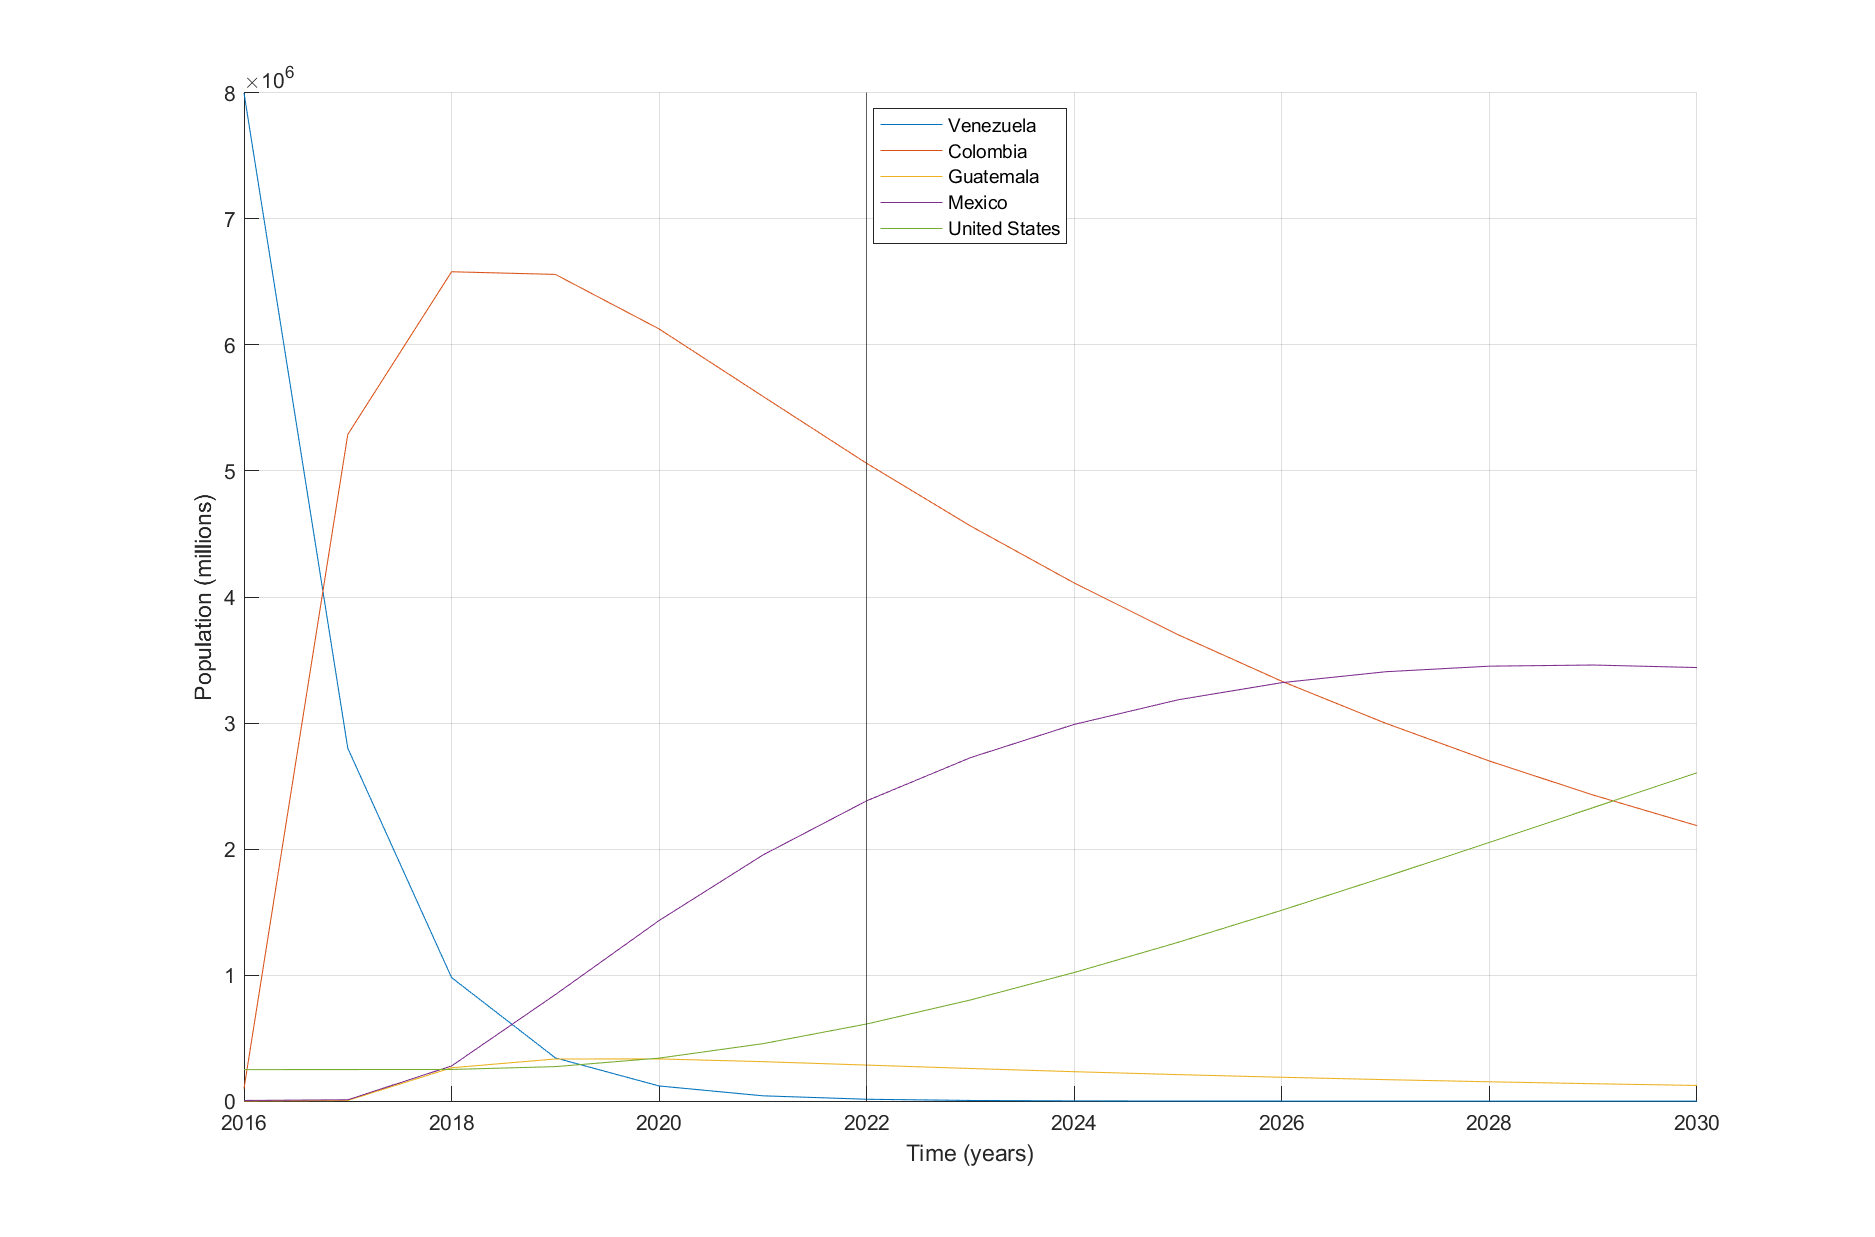 ×10^6
8
7
6
5
4
3
2
1
0
Population (millions)
Venezuela
Colombia
Guatemala
Mexico
United States
2016 2018 2020 2022 2024 2026 2028 2030
Time (years)